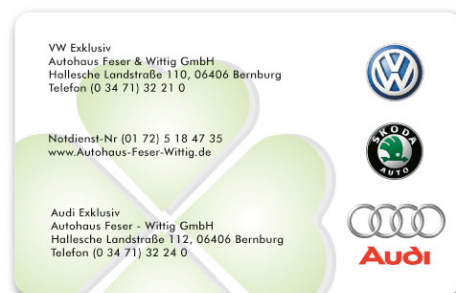 VW Exklusiv
Autohaus Feser & Wittig GmbH
Hallesche Landstraße 110, 06406 Bernburg
Telefon (0 34 71) 32 21 0
Notdienst-Nr (01 72) 5 18 47 35
www.Autohaus-Feser-Wittig.de
Audi Exklusiv
Autohaus Feser - Wittig GmbH
Hallesche Landstraße 112, 06406 Bernburg
Telefon (0 34 71) 32 24 0
VW
SKODA
AUTO
Audi